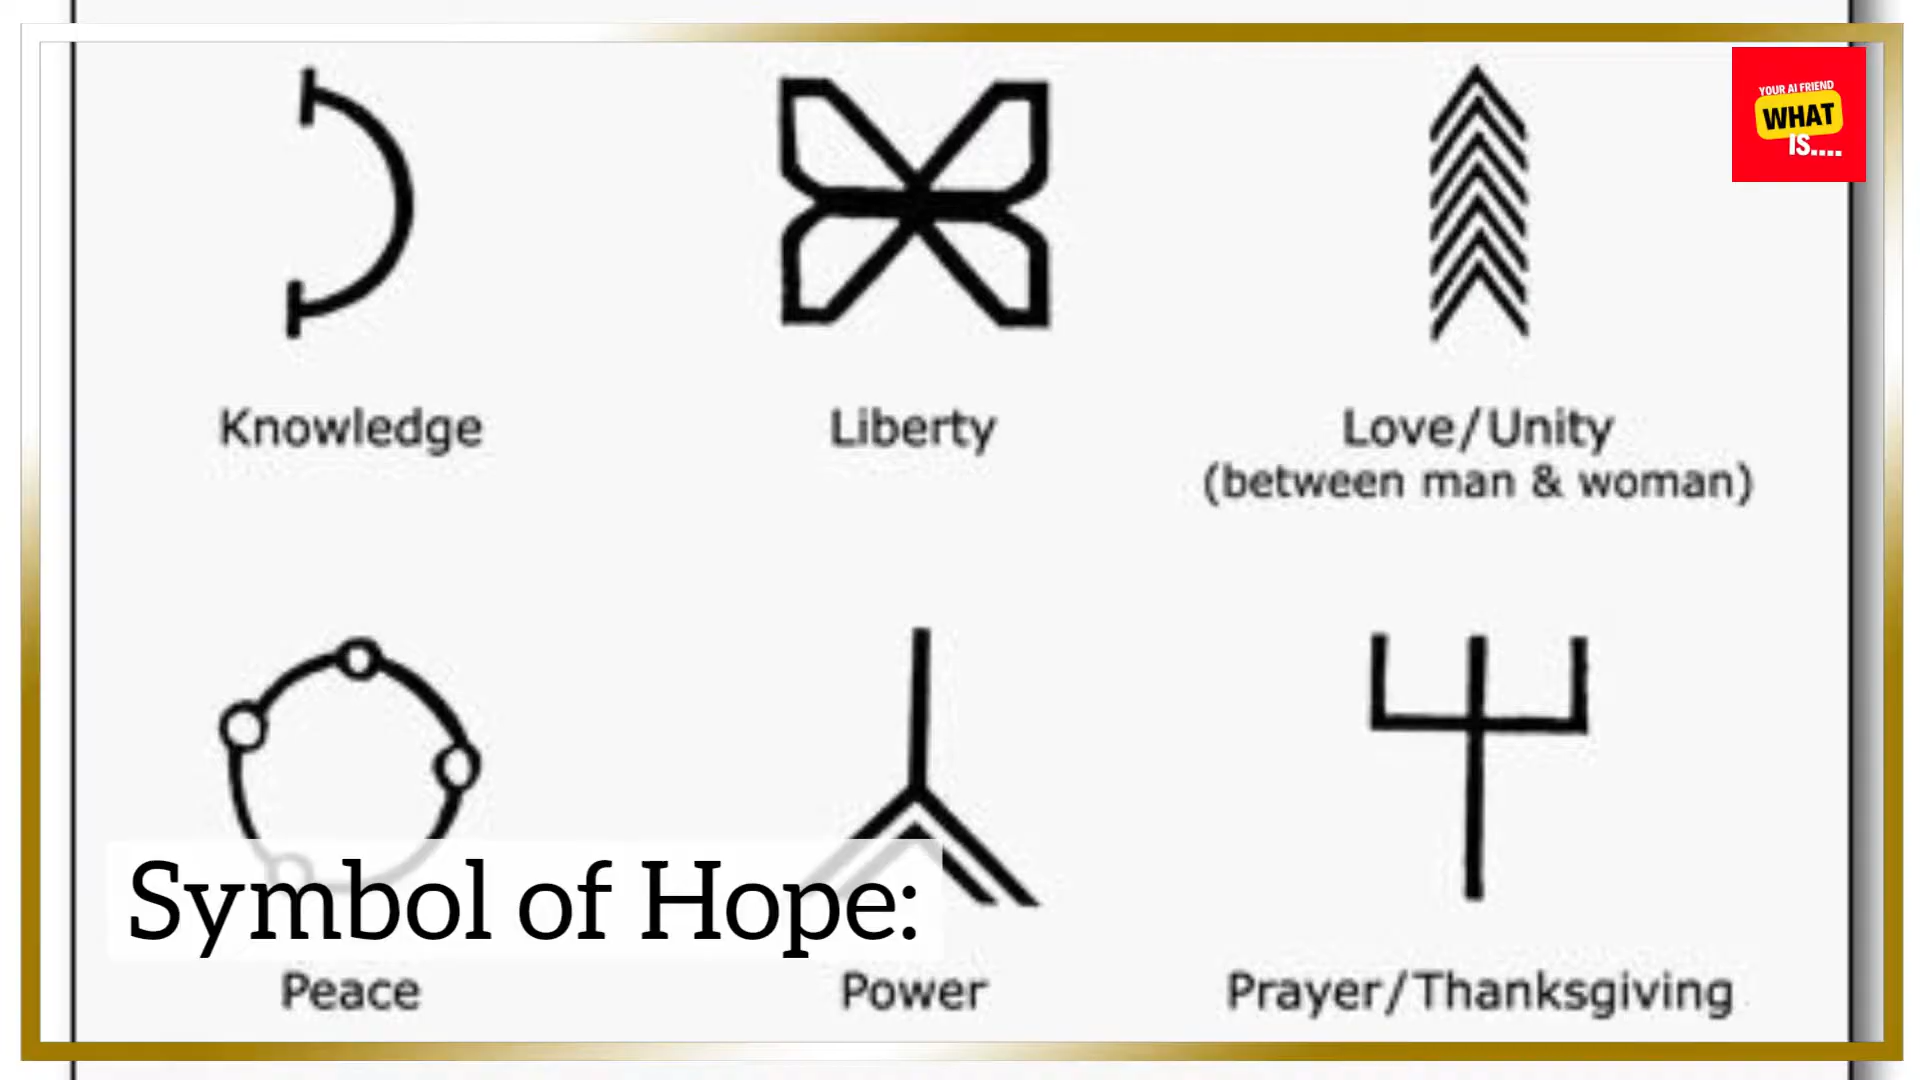 YOUR AI FRIEND
WHAT
IS....
Knowledge
Liberty
Love/Unity
(between man & woman)
Symbol of Hope:
Peace
Power
Prayer/Thanksgiving